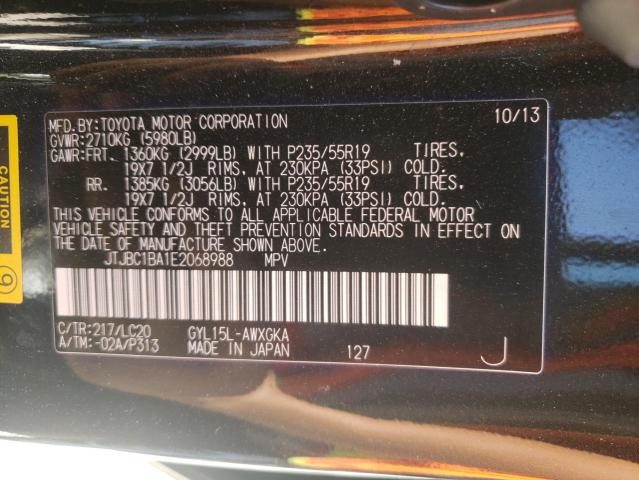 MFD.BY:TOYOTA MOTOR CORPORATION 10/13
GVWR:2710KG (5980LB)
GAWR:FRT. 1360KG (2999LB) WITH P235/55R19 TIRES.
19X7 1/2J RIMS, AT 230KPA (33PSI) COLD.
RR. 1385KG (3056LB) WITH P235/55R19 TIRES,
19X7 1/2J RIMS, AT 230KPA (33PSI) COLD.
THIS VEHICLE CONFORMS TO ALL APPLICABLE FEDERAL MOTOR
VEHICLE SAFETY AND THEFT PREVENTION STANDARDS IN EFFECT ON
THE DATE OF MANUFACTURE SHOWN ABOVE.
JTJBC1BA1E2068988 MPV
C/TR:217/LC20 GYL15L-AWXGKA
A/TM:-02A/P313 MADE IN JAPAN 127 J
CAUTION
9